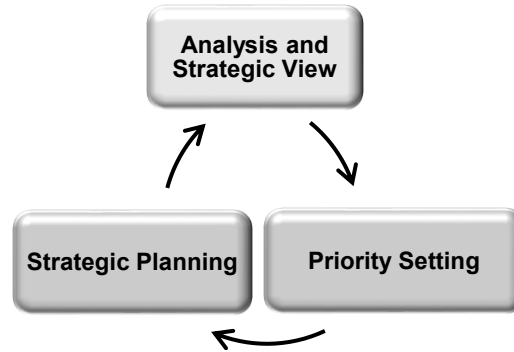 Analysis and
Strategic View
Strategic Planning
Priority Setting